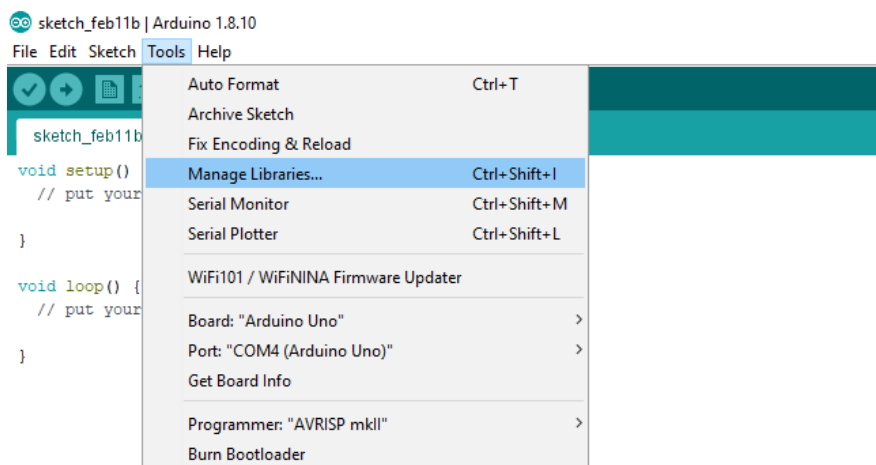 sketch_feb11b | Arduino 1.8.10
File Edit Sketch Tools Help
Auto Format Ctrl+T
Archive Sketch
sketch_feb11b
Fix Encoding & Reload
void setup()
Manage Libraries... Ctrl+Shift+I
// put your
Serial Monitor Ctrl+Shift+M
}
Serial Plotter Ctrl+Shift+L
WiFi101 / WiFiNINA Firmware Updater
void loop() {
// put your
Board: "Arduino Uno"
}
Port: "COM4 (Arduino Uno)"
Get Board Info
Programmer: "AVRISP mkII"
Burn Bootloader